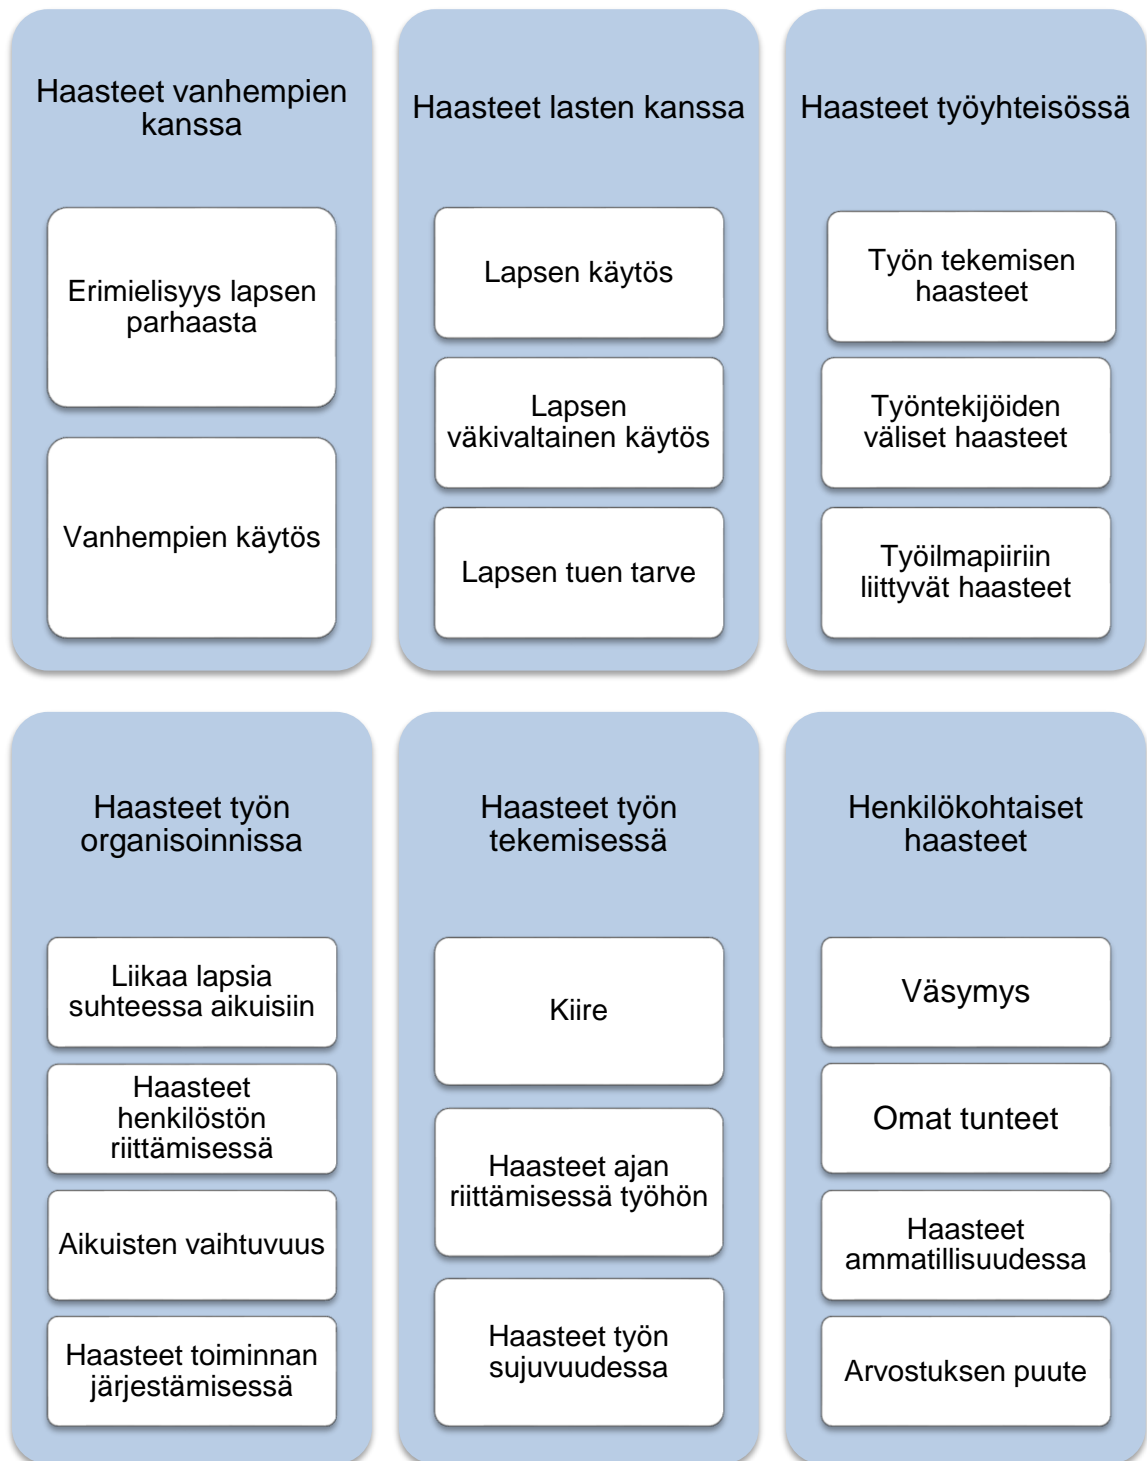 Haasteet vanhempien
kanssa
Erimielisyys lapsen
parhaasta
Vanhempien käytös
Haasteet lasten kanssa
Lapsen käytös
Lapsen
väkivaltainen käytös
Lapsen tuen tarve
Haasteet työyhteisössä
Työn tekemisen
haasteet
Työntekijöiden
väliset haasteet
Työilmapiiriin
liittyvät haasteet
Haasteet työn
organisoinnissa
Liikaa lapsia
suhteessa aikuisiin
Haasteet
henkilöstön
riittämisessä
Aikuisten vaihtuvuus
Haasteet toiminnan
järjestämisessä
Haasteet työn
tekemisessä
Kiire
Haasteet ajan
riittämisessä työhön
Haasteet työn
sujuvuudessa
Henkilökohtaiset
haasteet
Väsymys
Omat tunteet
Haasteet
ammatillisuudessa
Arvostuksen puute